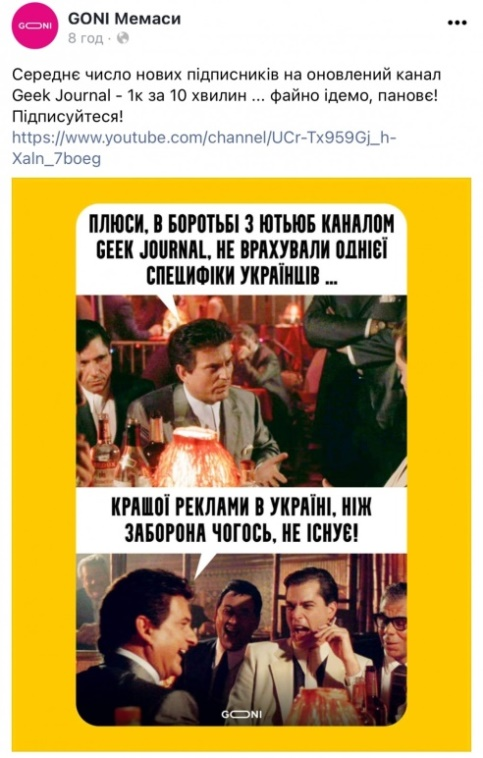 GONI
GONI Мемаси
8 год ·
Середнє число нових підписників на оновлений канал
Geek Journal - 1к за 10 хвилин ... файно ідемо, пановє!
Підписуйтеся!
https://www.youtube.com/channel/UCr-Tx959Gj_h-
Xaln_7boeg
ПЛЮСИ, В БОРОТЬБІ З ЮТЬЮБ КАНАЛОМ
GEEK JOURNAL, НЕ ВРАХУВАЛИ ОДНІЄЇ
СПЕЦИФІКИ УКРАЇНЦІВ ...
КРАЩОЇ РЕКЛАМИ В УКРАЇНІ, НІЖ
ЗАБОРОНА ЧОГОСЬ, НЕ ІСНУЄ!
GONI